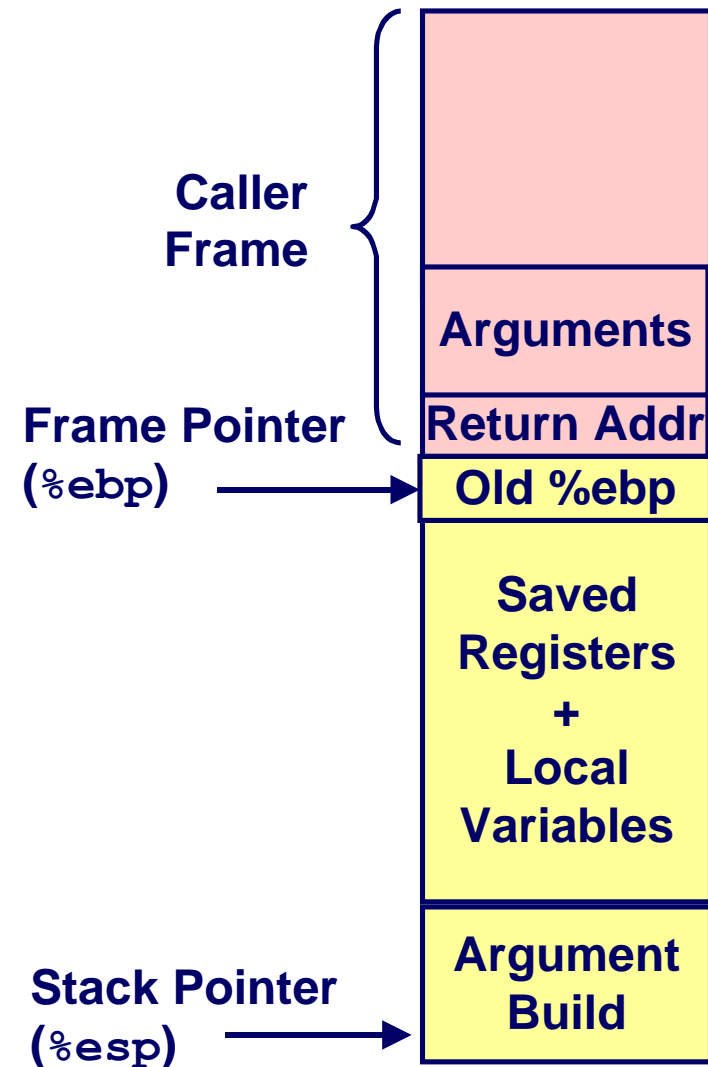 Caller
Frame
Arguments
Return Addr
Frame Pointer
(%ebp)
Old %ebp
Saved
Registers
+
Local
Variables
Argument
Build
Stack Pointer
(%esp)